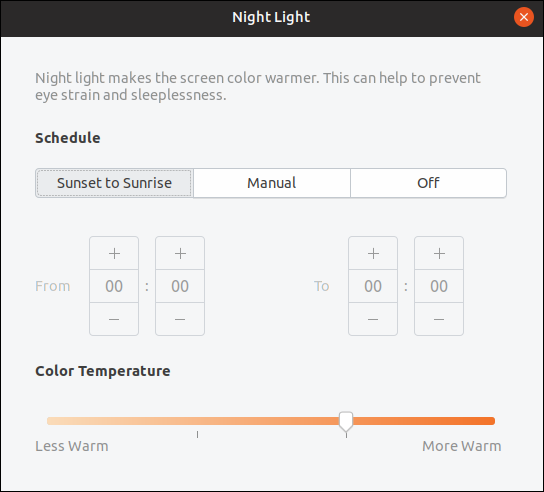 Night Light
Night light makes the screen color warmer. This can help to prevent
eye strain and sleeplessness.
Schedule
Sunset to Sunrise Manual Off
+ + + +
From 00 : 00 To 00 : 00
− − − −
Color Temperature
Less Warm More Warm